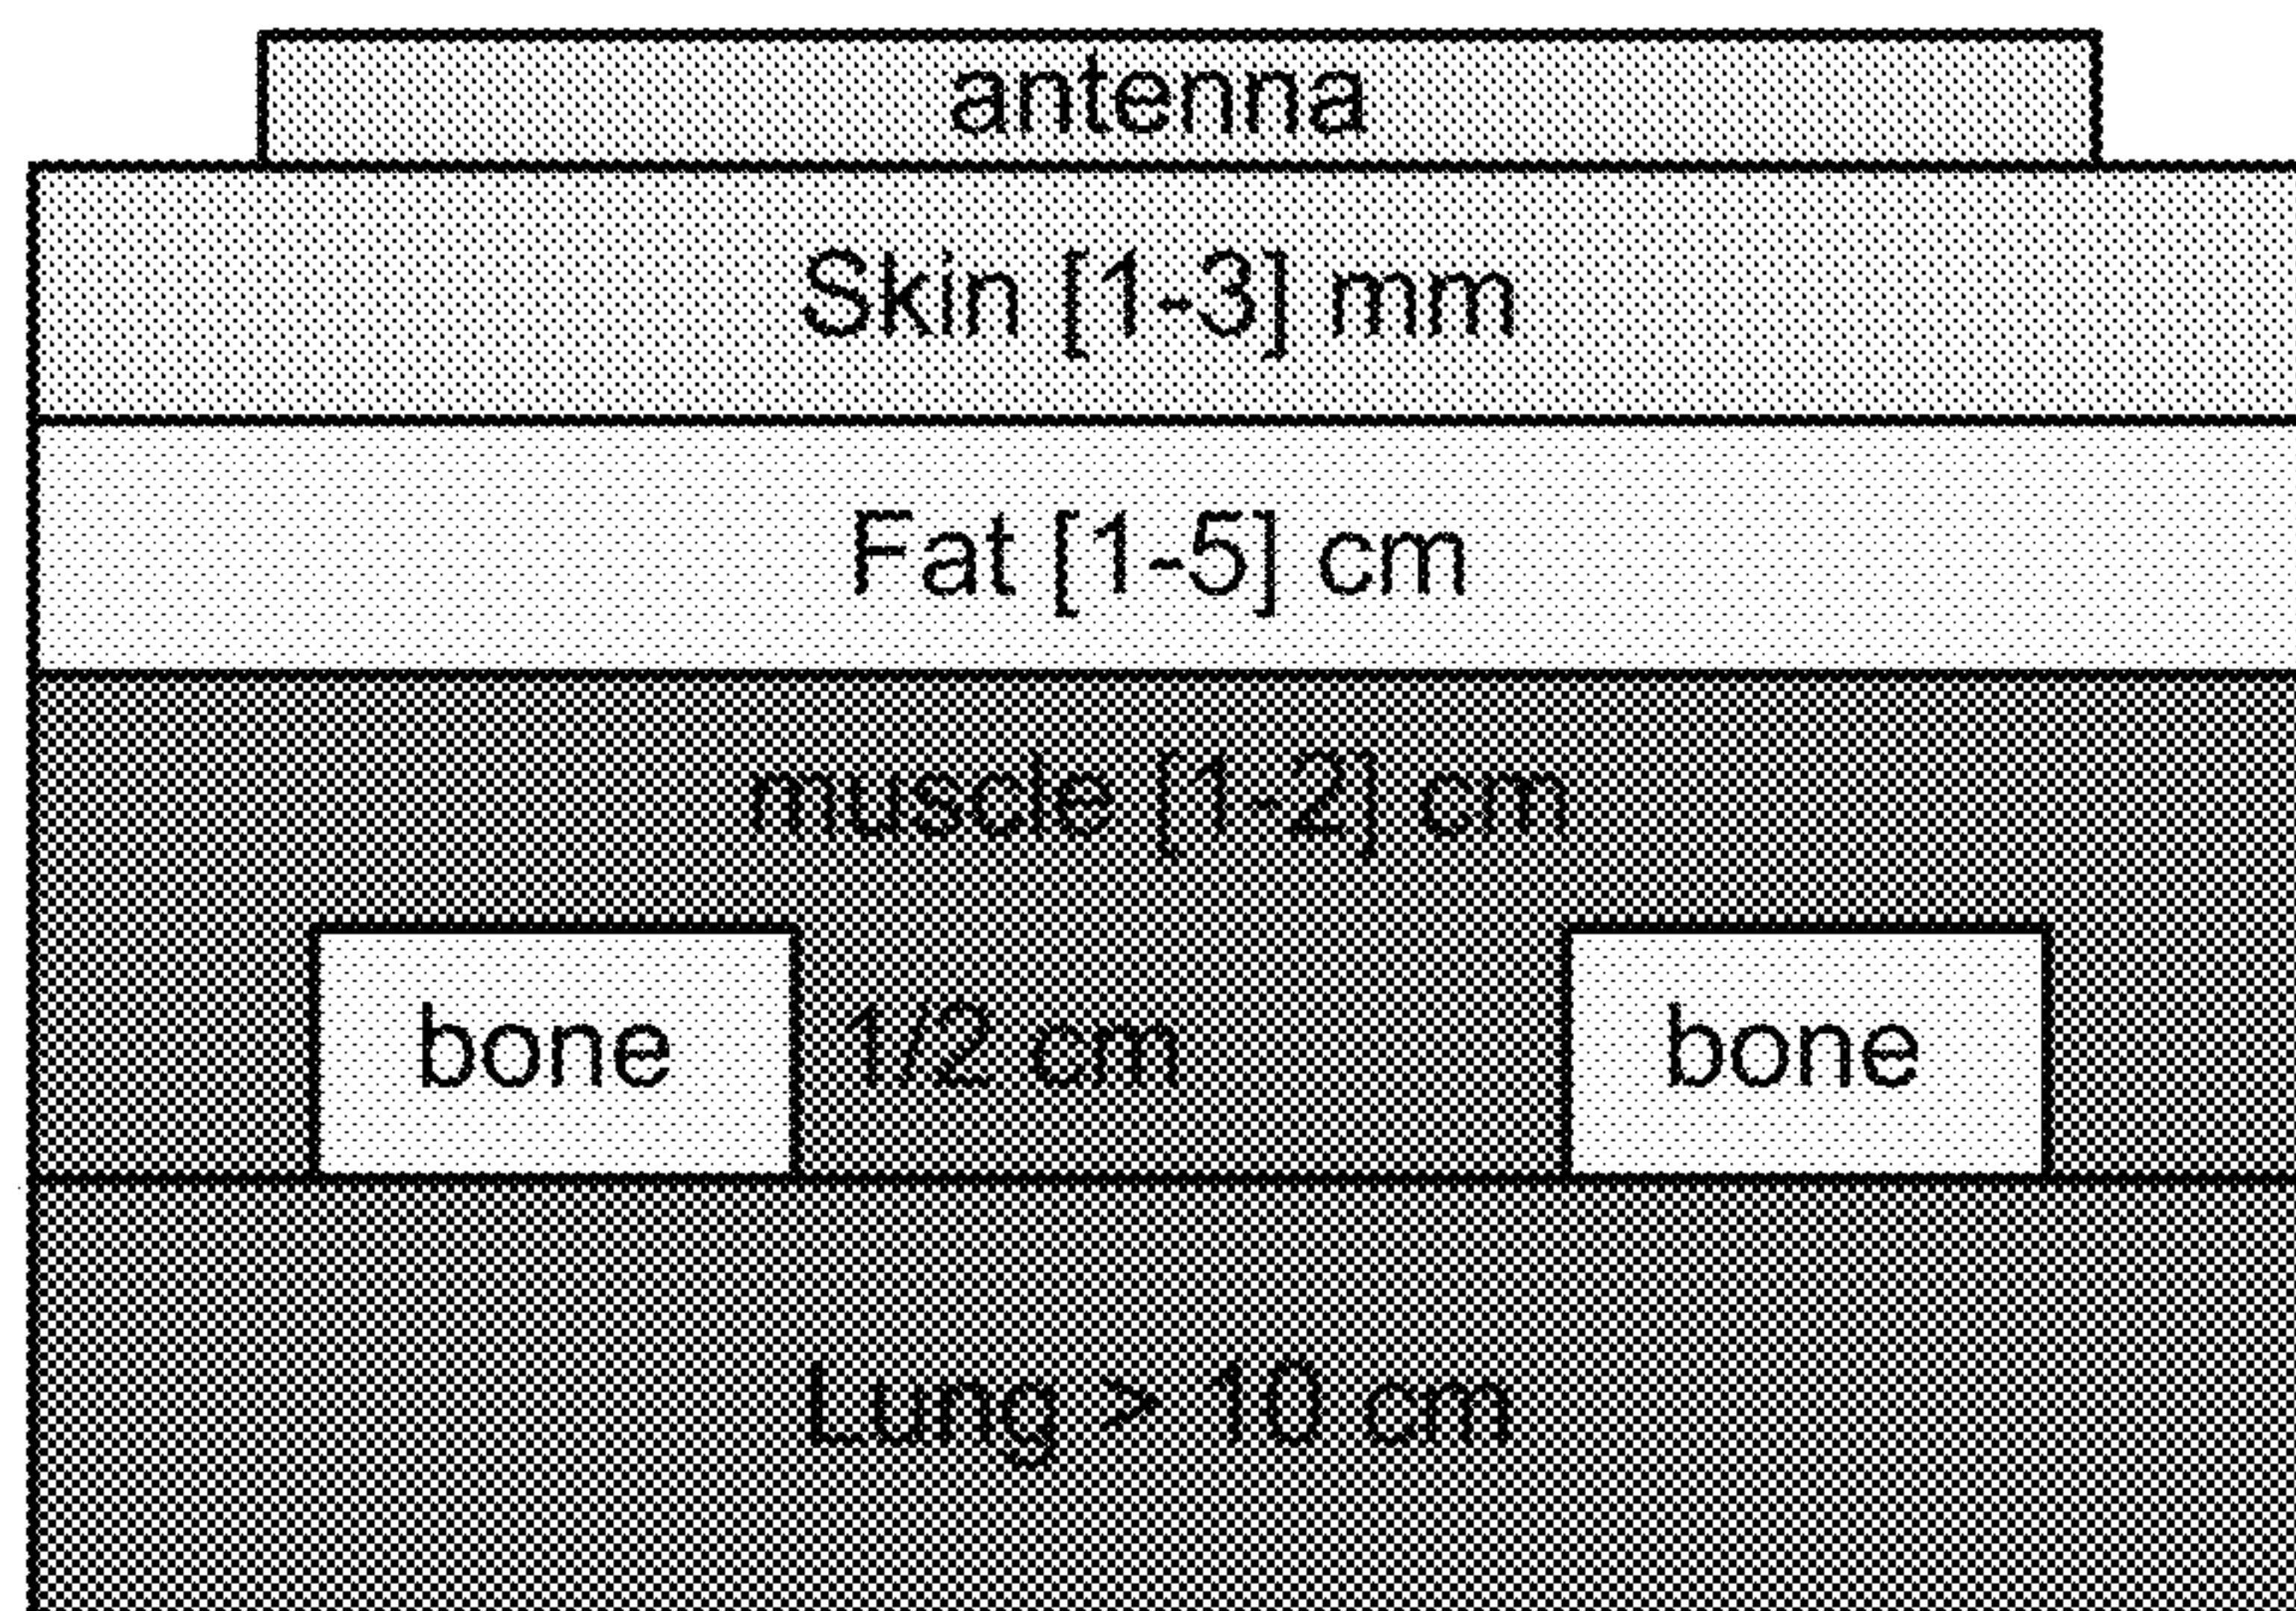 antenna
Skin [1-3] mm
Fat [1-5] cm
muscle [1-2] cm
bone 1/2 cm bone
Lung > 10 cm